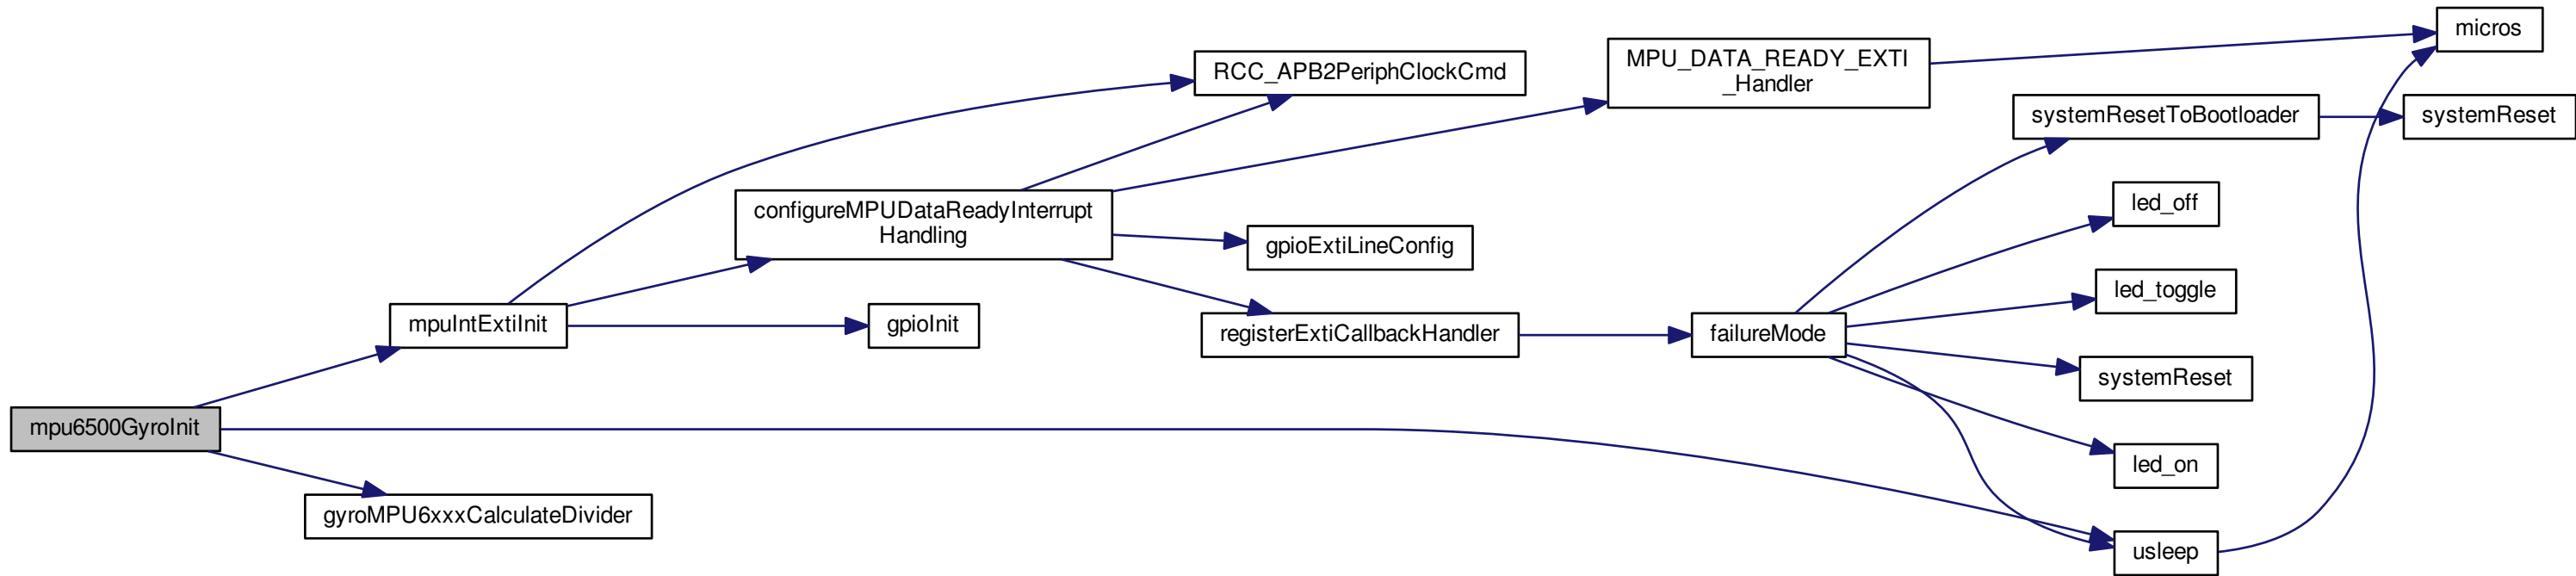 micros
RCC_APB2PeriphClockCmd
MPU_DATA_READY_EXTI
_Handler
systemResetToBootloader
systemReset
configureMPUDataReadyInterrupt
Handling
led_off
gpioExtiLineConfig
led_toggle
mpuIntExtiInit
gpioInit
registerExtiCallbackHandler
failureMode
systemReset
mpu6500GyroInit
led_on
gyroMPU6xxxCalculateDivider
usleep